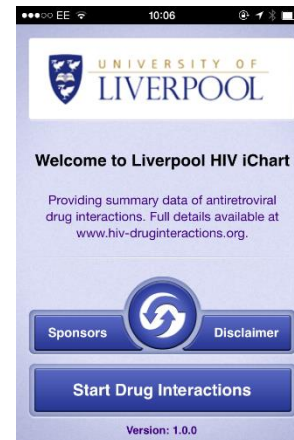 ●●●○○ EE 10:06
UNIVERSITY OF
LIVERPOOL
Welcome to Liverpool HIV iChart
Providing summary data of antiretroviral
drug interactions. Full details available at
www.hiv-druginteractions.org.
Sponsors Disclaimer
Start Drug Interactions
Version: 1.0.0